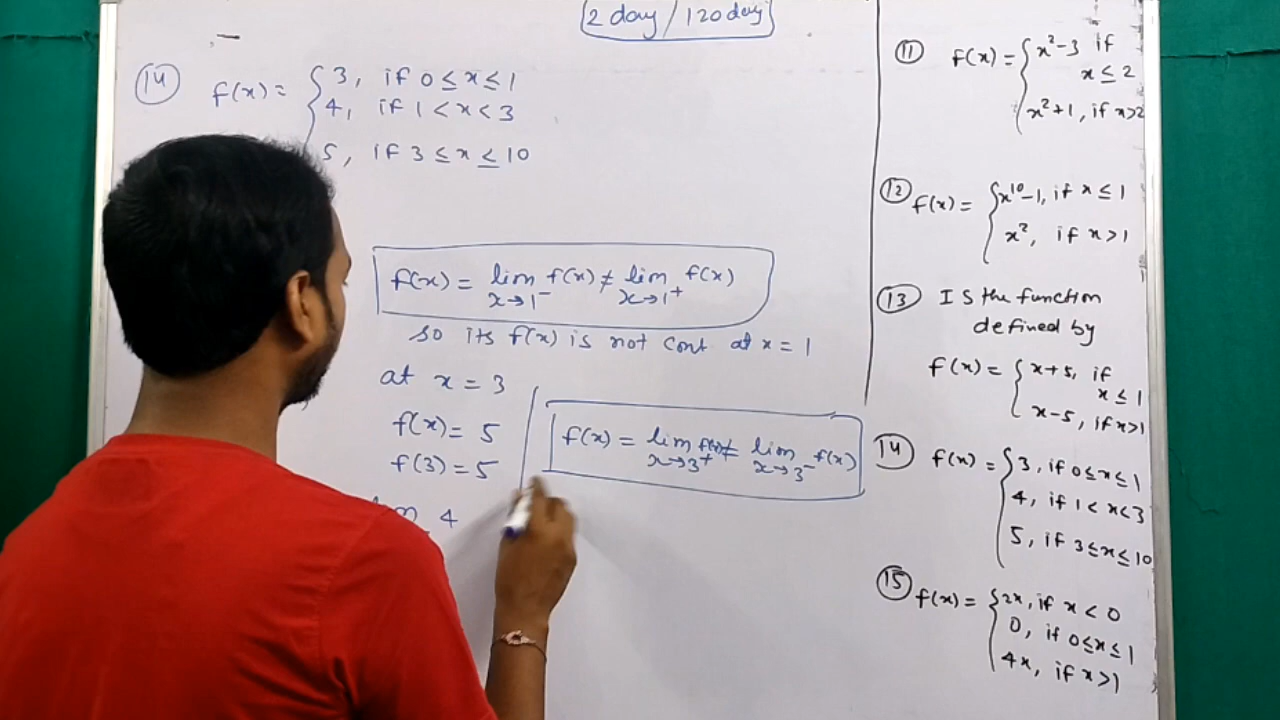 2 day / 120 day
14 f(x) = { 3, if 0 ≤ x ≤ 1
4, if 1 < x < 3
5, if 3 ≤ x ≤ 10
f(x) = lim x→1⁻ f(x) ≠ lim x→1⁺ f(x)
so its f(x) is not cont at x = 1
at x = 3
f(x) = 5
f(3) = 5
4
f(x) = lim x→3⁺ f(x) ≠ lim x→3⁻ f(x)
11 f(x) = { x² - 3 if
x ≤ 2
x² + 1, if x > 2
12 f(x) = { x¹⁰ - 1, if x ≤ 1
x², if x > 1
13 IS the function
defined by
f(x) = { x + 5, if
x ≤ 1
x - 5, if x > 1
14 f(x) = { 3, if 0 ≤ x ≤ 1
4, if 1 < x < 3
5, if 3 ≤ x ≤ 10
15 f(x) = { 2x, if x < 0
0, if 0 ≤ x ≤ 1
4x, if x > 1